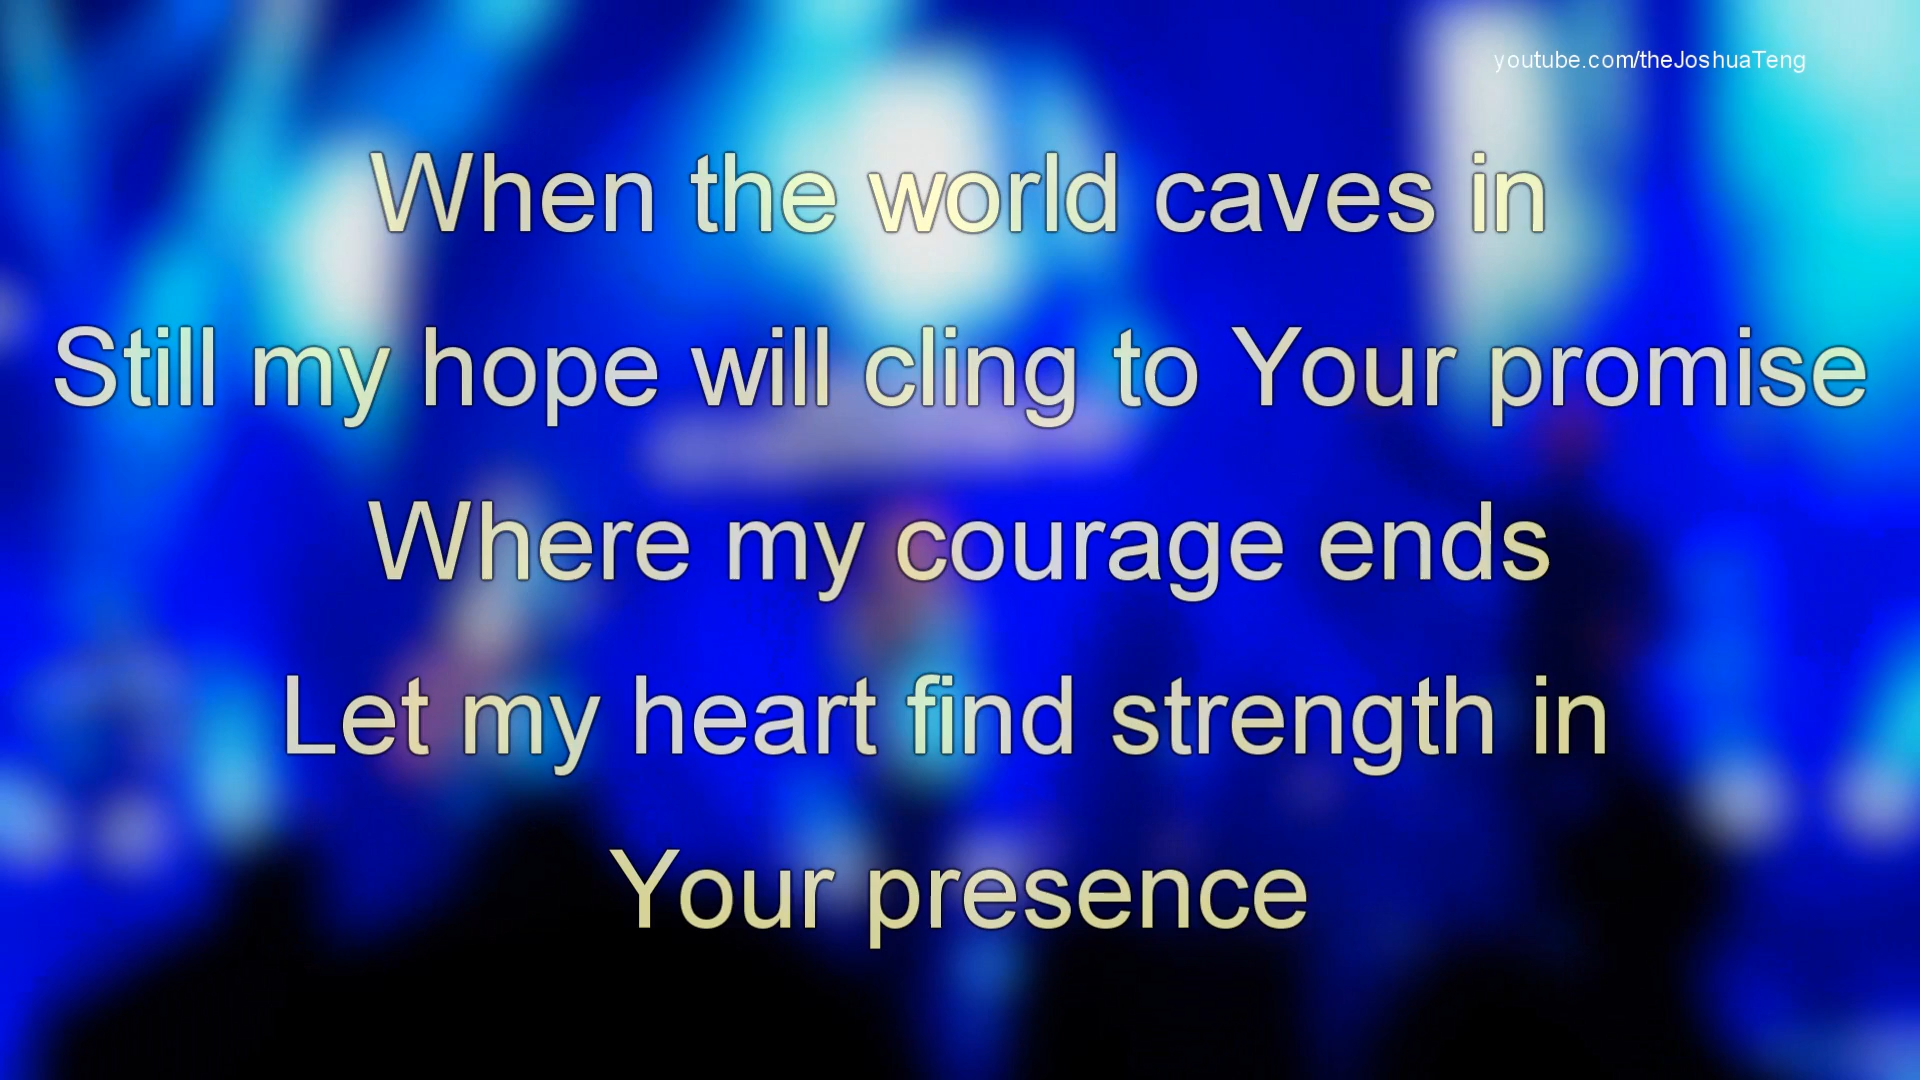 youtube.com/theJoshuaTeng
When the world caves in
Still my hope will cling to Your promise
Where my courage ends
Let my heart find strength in
Your presence